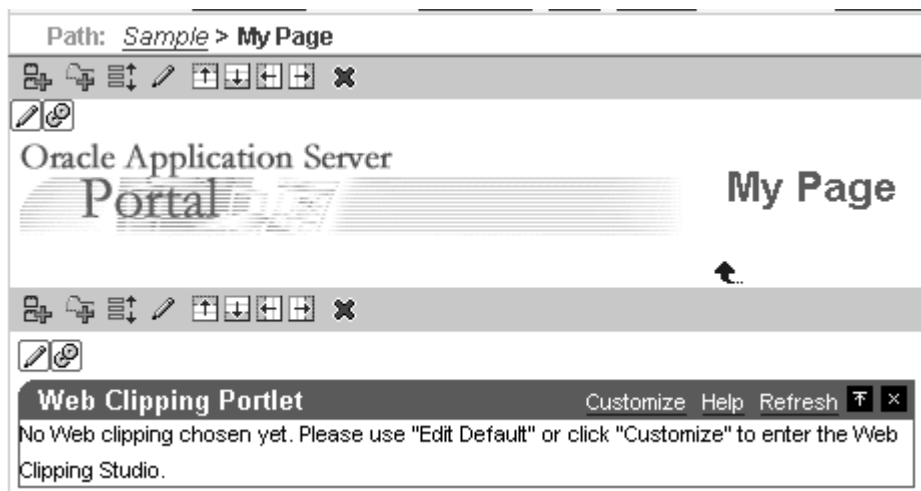 Path: Sample > My Page
Oracle Application Server
Portal
My Page
Web Clipping Portlet Customize Help Refresh
No Web clipping chosen yet. Please use "Edit Default" or click "Customize" to enter the Web
Clipping Studio.